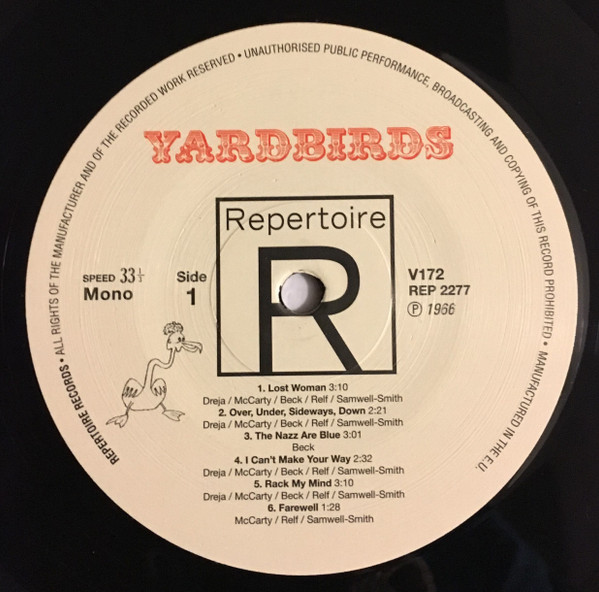 REPERTOIRE RECORDS • ALL RIGHTS OF THE MANUFACTURER AND OF THE RECORDED WORK RESERVED • UNAUTHORISED PUBLIC PERFORMANCE, BROADCASTING AND COPYING OF THIS RECORD PROHIBITED • MANUFACTURED IN THE E.U.
YARDBIRDS
Repertoire
R
SPEED 33⅓
Mono
Side
1
V172
REP 2277
℗ 1966
1. Lost Woman 3:10
Dreja / McCarty / Beck / Relf / Samwell-Smith
2. Over, Under, Sideways, Down 2:21
Dreja / McCarty / Beck / Relf / Samwell-Smith
3. The Nazz Are Blue 3:01
Beck
4. I Can't Make Your Way 2:32
Dreja / McCarty / Beck / Relf / Samwell-Smith
5. Rack My Mind 3:10
Dreja / McCarty / Beck / Relf / Samwell-Smith
6. Farewell 1:28
McCarty / Relf / Samwell-Smith